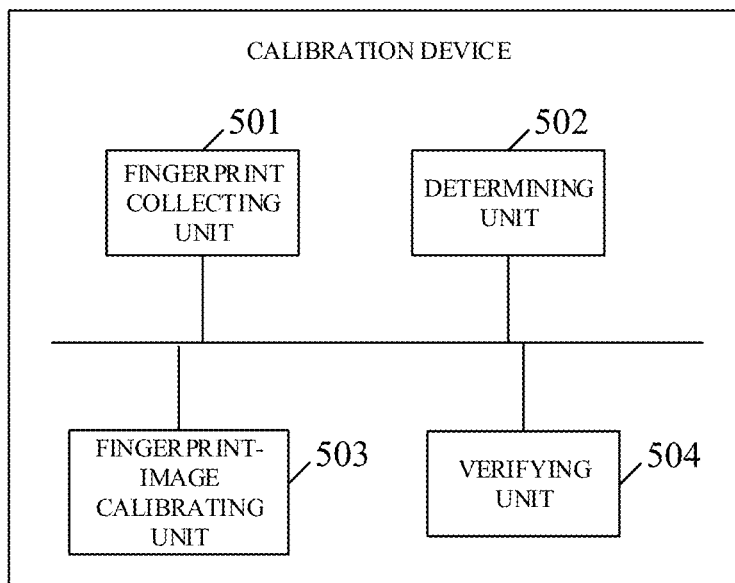 CALIBRATION DEVICE
501
502
FINGERPRINT
COLLECTING
UNIT
DETERMINING
UNIT
FINGERPRINT-
IMAGE
CALIBRATING
UNIT
503
VERIFYING
UNIT
504